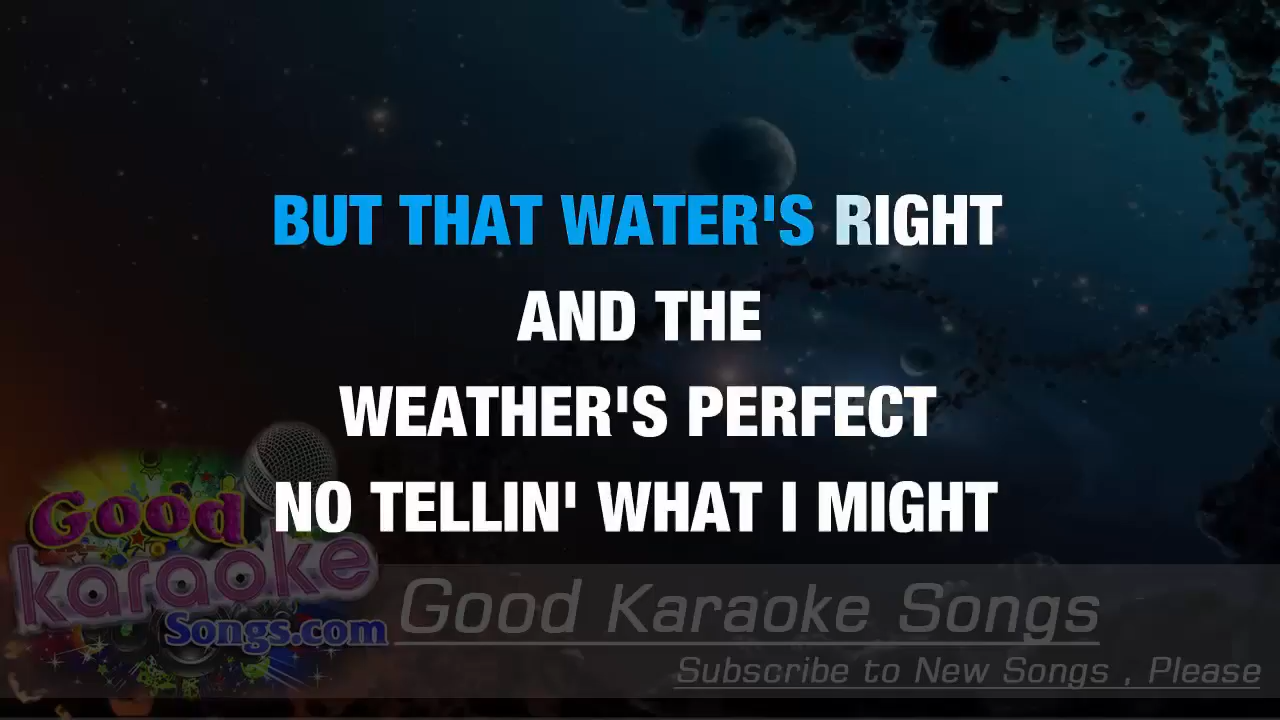 BUT THAT WATER'S RIGHT
AND THE
WEATHER'S PERFECT
NO TELLIN' WHAT I MIGHT
Good
karaoke
Songs.com
Good Karaoke Songs
Subscribe to New Songs , Please